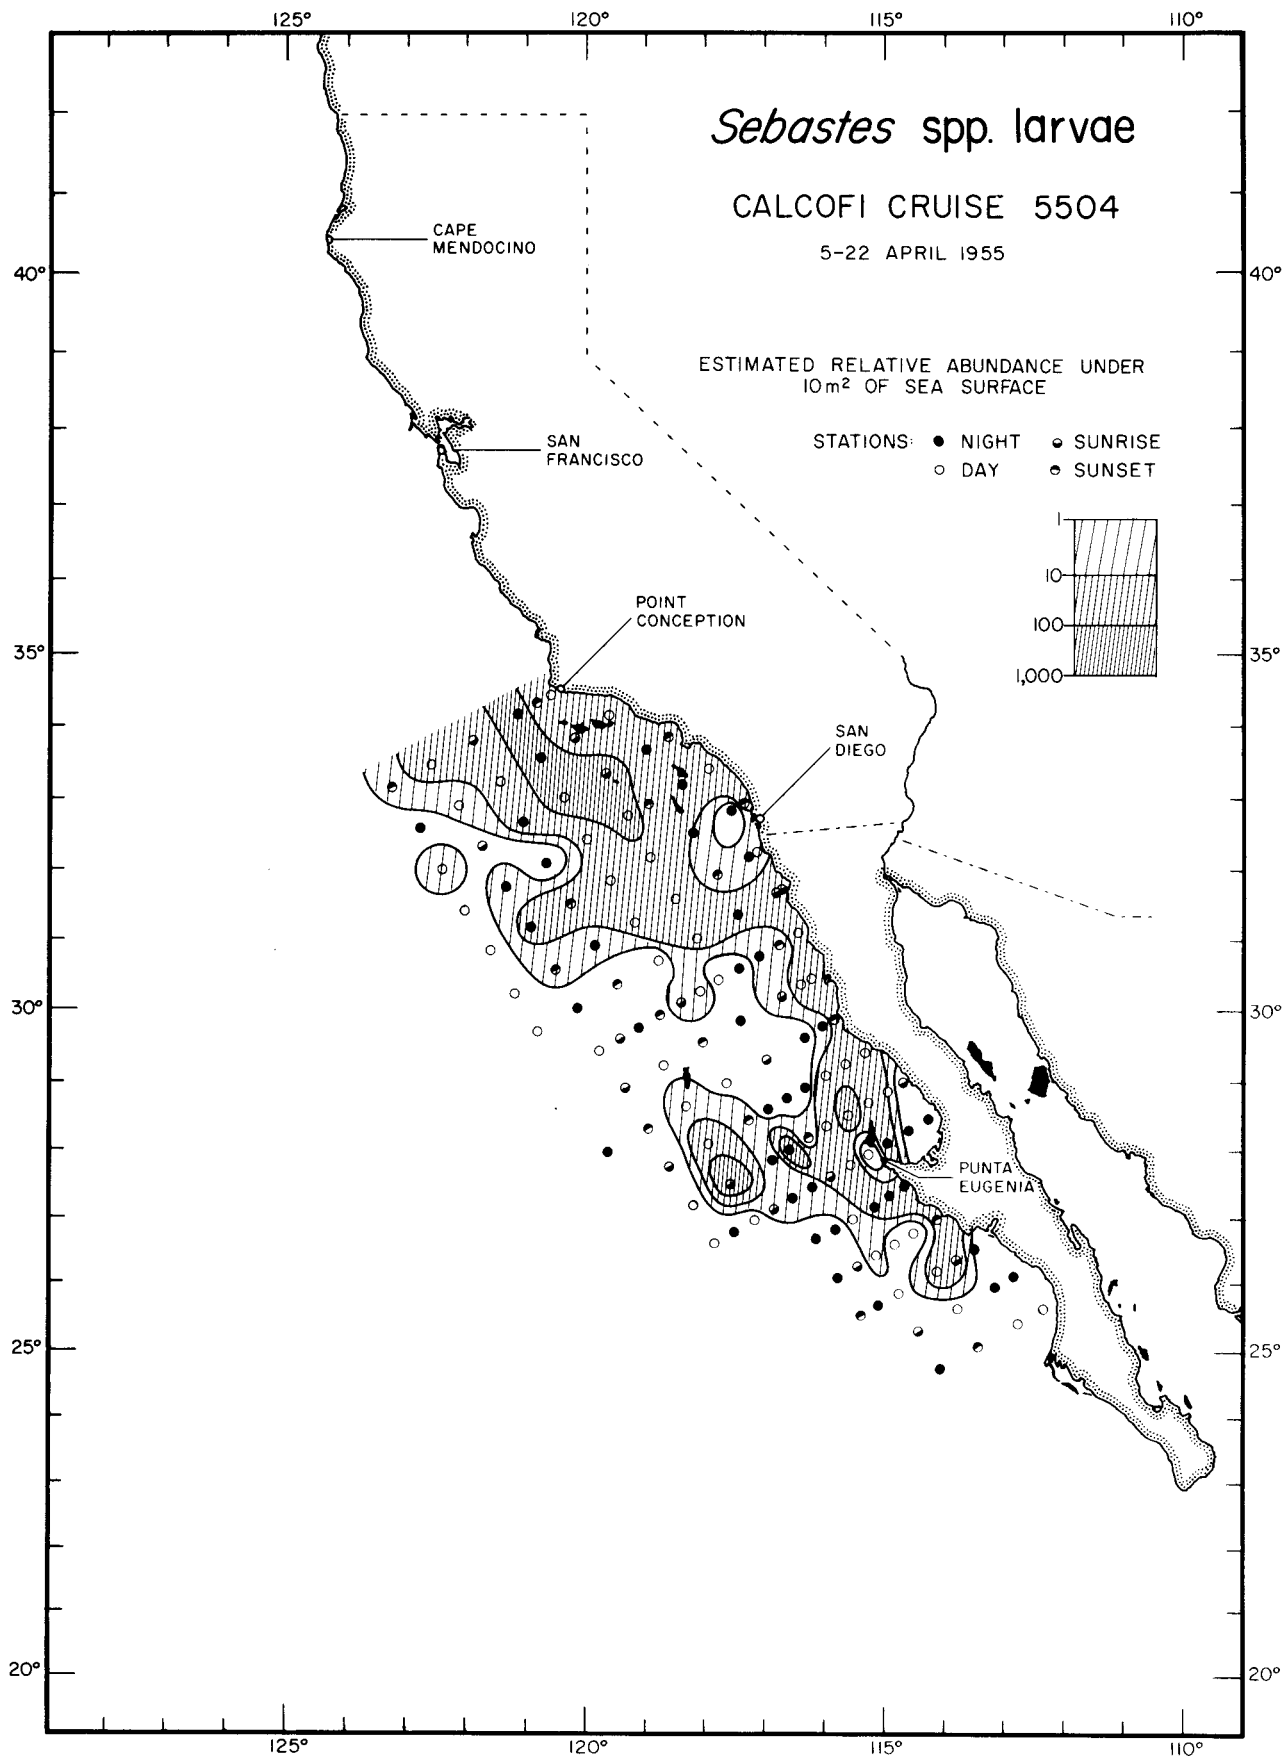 125° 120° 115° 110°
Sebastes spp. larvae
CALCOFI CRUISE 5504
5-22 APRIL 1955
CAPE
MENDOCINO
40° 40°
ESTIMATED RELATIVE ABUNDANCE UNDER
10m² OF SEA SURFACE
STATIONS: NIGHT SUNRISE
DAY SUNSET
SAN
FRANCISCO
1
10
100
1,000
POINT
CONCEPTION
35° 35°
SAN
DIEGO
30° 30°
PUNTA
EUGENIA
25° 25°
20° 20°
125° 120° 115° 110°